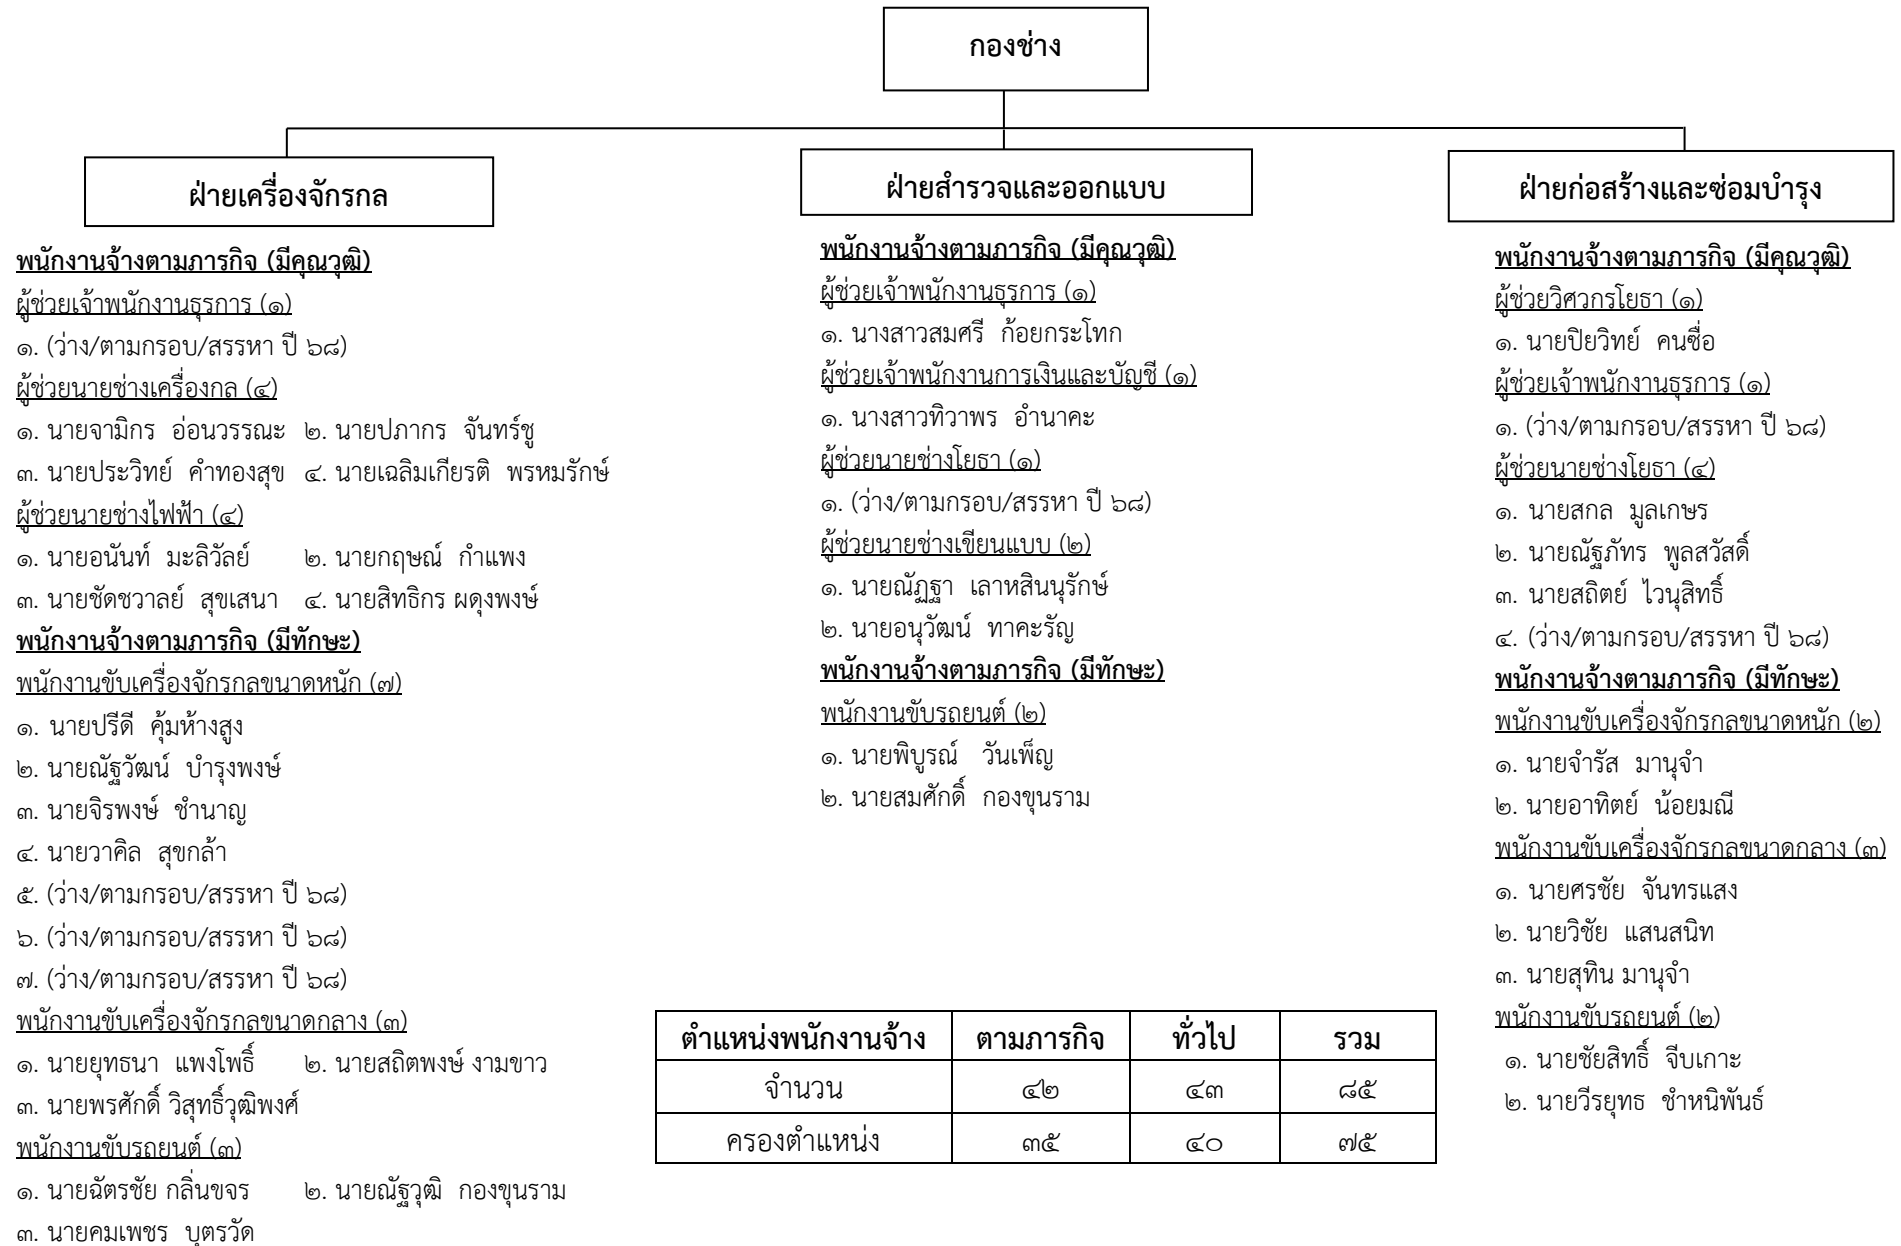 กองช่าง
ฝ่ายเครื่องจักรกล
พนักงานจ้างตามภารกิจ (มีคุณวุฒิ)
ผู้ช่วยเจ้าพนักงานธุรการ (๑)
๑. (ว่าง/ตามกรอบ/สรรหา ปี ๖๘)
ผู้ช่วยนายช่างเครื่องกล (๔)
๑. นายจามิกร อ่อนวรรณะ ๒. นายปภากร จันทร์ชู
๓. นายประวิทย์ คำทองสุข ๔. นายเฉลิมเกียรติ พรหมรักษ์
ผู้ช่วยนายช่างไฟฟ้า (๔)
๑. นายอนันท์ มะลิวัลย์ ๒. นายกฤษณ์ กำแพง
๓. นายชัดชวาลย์ สุขเสนา ๔. นายสิทธิกร ผดุงพงษ์
พนักงานจ้างตามภารกิจ (มีทักษะ)
พนักงานขับเครื่องจักรกลขนาดหนัก (๗)
๑. นายปรีดี คุ้มห้างสูง
๒. นายณัฐวัฒน์ บำรุงพงษ์
๓. นายจิรพงษ์ ชำนาญ
๔. นายวาคิล สุขกล้า
๕. (ว่าง/ตามกรอบ/สรรหา ปี ๖๘)
๖. (ว่าง/ตามกรอบ/สรรหา ปี ๖๘)
๗. (ว่าง/ตามกรอบ/สรรหา ปี ๖๘)
พนักงานขับเครื่องจักรกลขนาดกลาง (๓)
๑. นายยุทธนา แพงโพธิ์ ๒. นายสถิตพงษ์ งามขาว
๓. นายพรศักดิ์ วิสุทธิ์วุฒิพงศ์
พนักงานขับรถยนต์ (๓)
๑. นายฉัตรชัย กลิ่นขจร ๒. นายณัฐวุฒิ กองขุนราม
๓. นายคมเพชร บุตรวัด
ฝ่ายสำรวจและออกแบบ
พนักงานจ้างตามภารกิจ (มีคุณวุฒิ)
ผู้ช่วยเจ้าพนักงานธุรการ (๑)
๑. นางสาวสมศรี ก้อยกระโทก
ผู้ช่วยเจ้าพนักงานการเงินและบัญชี (๑)
๑. นางสาวทิวาพร อำนาคะ
ผู้ช่วยนายช่างโยธา (๑)
๑. (ว่าง/ตามกรอบ/สรรหา ปี ๖๘)
ผู้ช่วยนายช่างเขียนแบบ (๒)
๑. นายณัฏฐา เลาหสินนุรักษ์
๒. นายอนุวัฒน์ ทาคะรัญ
พนักงานจ้างตามภารกิจ (มีทักษะ)
พนักงานขับรถยนต์ (๒)
๑. นายพิบูรณ์ วันเพ็ญ
๒. นายสมศักดิ์ กองขุนราม
ฝ่ายก่อสร้างและซ่อมบำรุง
พนักงานจ้างตามภารกิจ (มีคุณวุฒิ)
ผู้ช่วยวิศวกรโยธา (๑)
๑. นายปิยวิทย์ คนซื่อ
ผู้ช่วยเจ้าพนักงานธุรการ (๑)
๑. (ว่าง/ตามกรอบ/สรรหา ปี ๖๘)
ผู้ช่วยนายช่างโยธา (๔)
๑. นายสกล มูลเกษร
๒. นายณัฐภัทร พูลสวัสดิ์
๓. นายสถิตย์ ไวนุสิทธิ์
๔. (ว่าง/ตามกรอบ/สรรหา ปี ๖๘)
พนักงานจ้างตามภารกิจ (มีทักษะ)
พนักงานขับเครื่องจักรกลขนาดหนัก (๒)
๑. นายจำรัส มานุจำ
๒. นายอาทิตย์ น้อยมณี
พนักงานขับเครื่องจักรกลขนาดกลาง (๓)
๑. นายศรชัย จันทรแสง
๒. นายวิชัย แสนสนิท
๓. นายสุทิน มานุจำ
พนักงานขับรถยนต์ (๒)
๑. นายชัยสิทธิ์ จีบเกาะ
๒. นายวีรยุทธ ชำหนิพันธ์
ตำแหน่งพนักงานจ้าง ตามภารกิจ ทั่วไป รวม
จำนวน ๔๒ ๔๓ ๘๕
ครองตำแหน่ง ๓๕ ๔๐ ๗๕